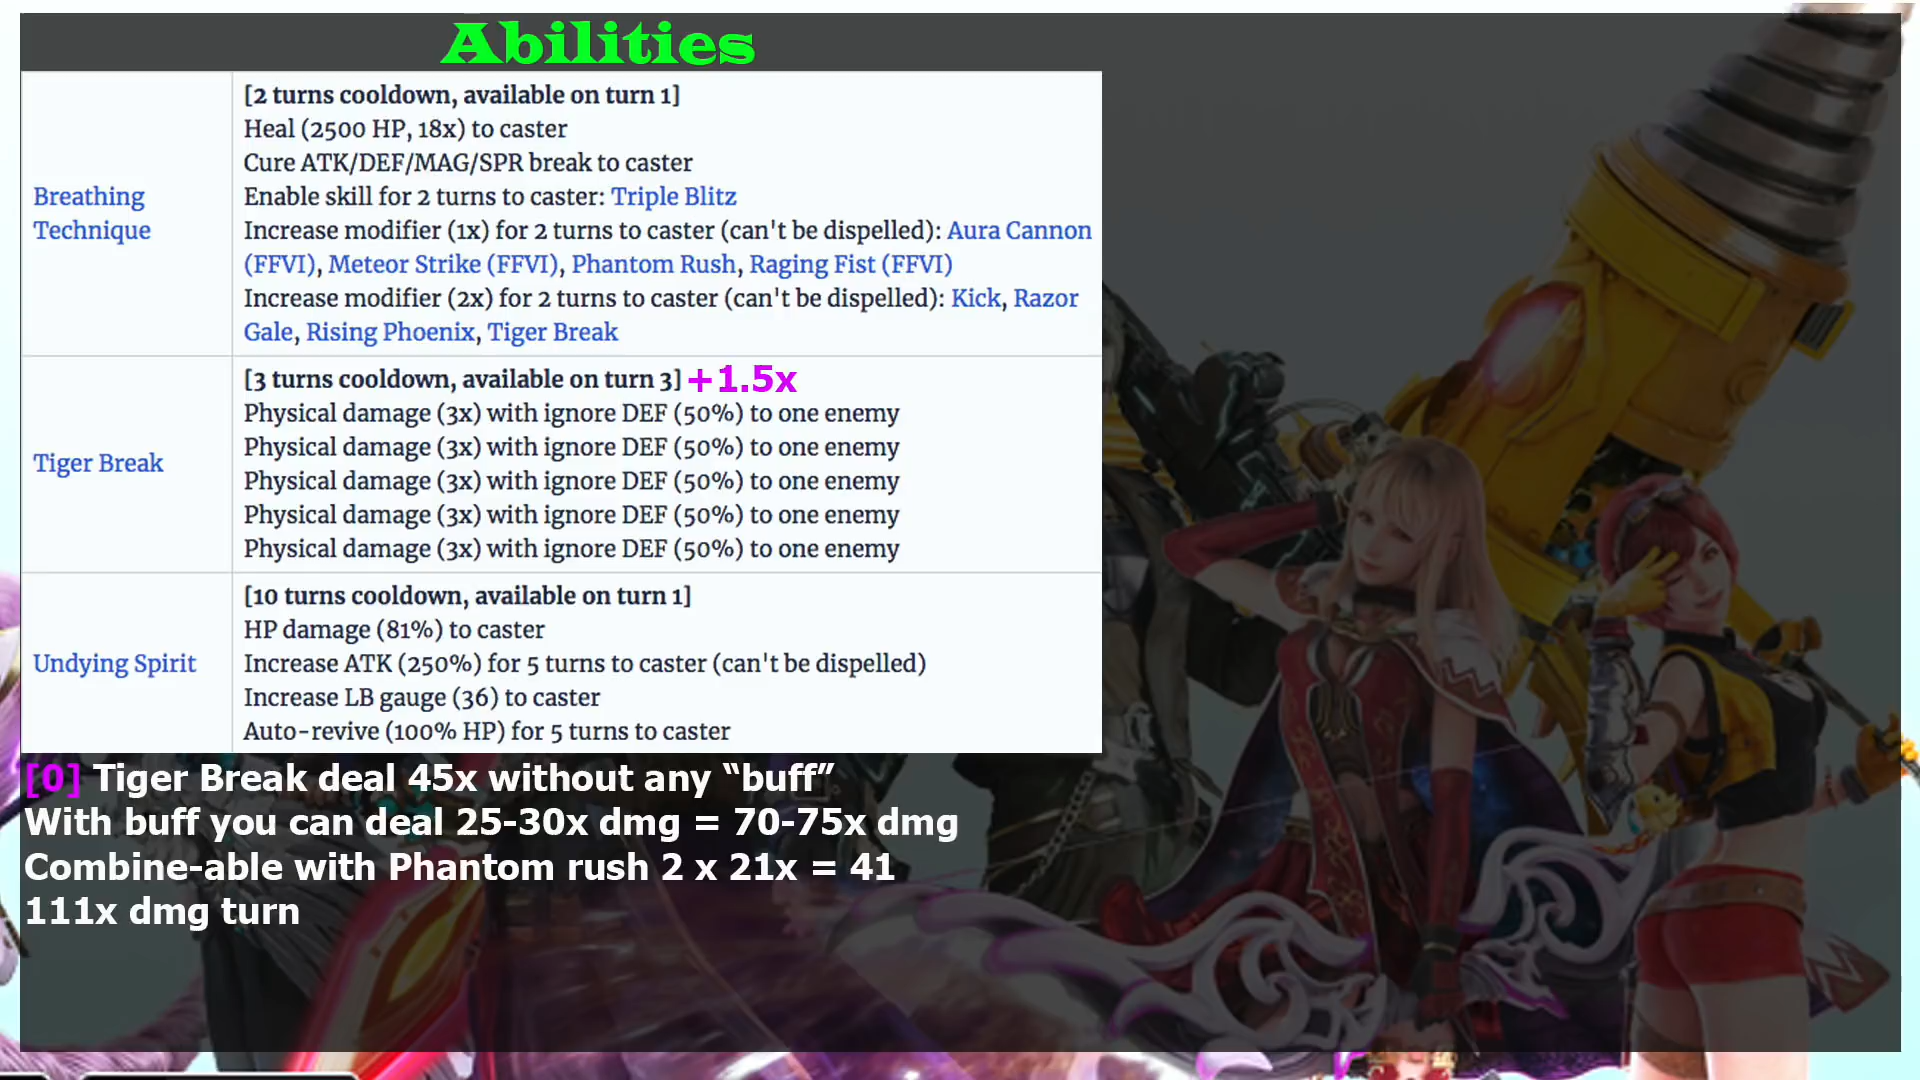 Abilities
[2 turns cooldown, available on turn 1]
Heal (2500 HP, 18x) to caster
Cure ATK/DEF/MAG/SPR break to caster
Breathing
Technique
Enable skill for 2 turns to caster: Triple Blitz
Increase modifier (1x) for 2 turns to caster (can't be dispelled): Aura Cannon
(FFVI), Meteor Strike (FFVI), Phantom Rush, Raging Fist (FFVI)
Increase modifier (2x) for 2 turns to caster (can't be dispelled): Kick, Razor
Gale, Rising Phoenix, Tiger Break
[3 turns cooldown, available on turn 3] +1.5x
Physical damage (3x) with ignore DEF (50%) to one enemy
Physical damage (3x) with ignore DEF (50%) to one enemy
Tiger Break
Physical damage (3x) with ignore DEF (50%) to one enemy
Physical damage (3x) with ignore DEF (50%) to one enemy
Physical damage (3x) with ignore DEF (50%) to one enemy
[10 turns cooldown, available on turn 1]
HP damage (81%) to caster
Undying Spirit
Increase ATK (250%) for 5 turns to caster (can't be dispelled)
Increase LB gauge (36) to caster
Auto-revive (100% HP) for 5 turns to caster
[0] Tiger Break deal 45x without any “buff”
With buff you can deal 25-30x dmg = 70-75x dmg
Combine-able with Phantom rush 2 x 21x = 41
111x dmg turn